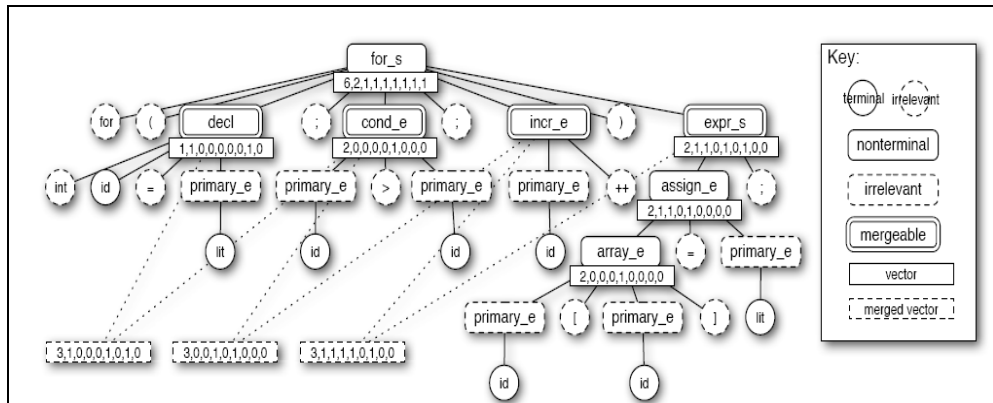 for_s
6,2,1,1,1,1,1,1,1
for ( decl ; cond_e ; incr_e ) expr_s
1,1,0,0,0,0,0,1,0 2,0,0,0,0,1,0,0,0 2,1,1,0,1,0,1,0,0
int id = primary_e primary_e > primary_e primary_e ++ assign_e ;
2,1,1,0,1,0,0,0,0
lit id id id array_e = primary_e
2,0,0,0,1,0,0,0,0
primary_e [ primary_e ] lit
3,1,0,0,0,1,0,1,0 3,0,0,1,0,1,0,0,0 3,1,1,1,1,0,1,0,0
id id
Key:
terminal irrelevant
nonterminal
irrelevant
mergeable
vector
merged vector